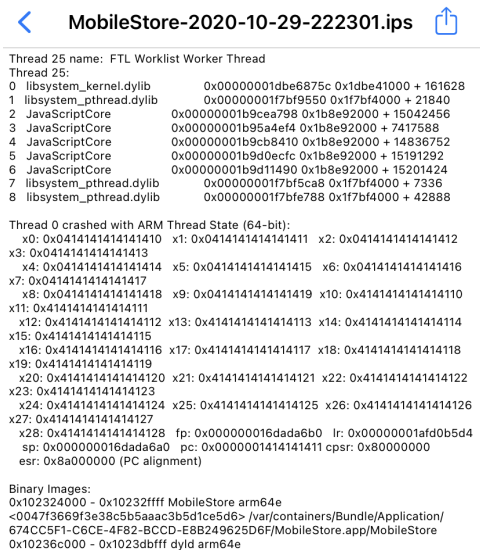 MobileStore-2020-10-29-222301.ips
Thread 25 name:  FTL Worklist Worker Thread
Thread 25:
0   libsystem_kernel.dylib        	0x00000001dbe6875c 0x1dbe41000 + 161628
1   libsystem_pthread.dylib       	0x00000001f7bf9550 0x1f7bf4000 + 21840
2   JavaScriptCore                	0x00000001b9cea798 0x1b8e92000 + 15042456
3   JavaScriptCore                	0x00000001b95a4ef4 0x1b8e92000 + 7417588
4   JavaScriptCore                	0x00000001b9cb8410 0x1b8e92000 + 14836752
5   JavaScriptCore                	0x00000001b9d0ecfc 0x1b8e92000 + 15191292
6   JavaScriptCore                	0x00000001b9d11490 0x1b8e92000 + 15201424
7   libsystem_pthread.dylib       	0x00000001f7bf5ca8 0x1f7bf4000 + 7336
8   libsystem_pthread.dylib       	0x00000001f7bfe788 0x1f7bf4000 + 42888
Thread 0 crashed with ARM Thread State (64-bit):
x0: 0x0414141414141410   x1: 0x0414141414141411   x2: 0x0414141414141412
x3: 0x0414141414141413
x4: 0x0414141414141414   x5: 0x0414141414141415   x6: 0x0414141414141416
x7: 0x0414141414141417
x8: 0x0414141414141418   x9: 0x0414141414141419  x10: 0x4141414141414110
x11: 0x4141414141414111
x12: 0x4141414141414112  x13: 0x4141414141414113  x14: 0x4141414141414114
x15: 0x4141414141414115
x16: 0x4141414141414116  x17: 0x4141414141414117  x18: 0x4141414141414118
x19: 0x4141414141414119
x20: 0x4141414141414120  x21: 0x4141414141414121  x22: 0x4141414141414122
x23: 0x4141414141414123
x24: 0x4141414141414124  x25: 0x4141414141414125  x26: 0x4141414141414126
x27: 0x4141414141414127
x28: 0x4141414141414128   fp: 0x000000016dada6b0   lr: 0x00000001afd0b5d4
sp: 0x000000016dada6a0   pc: 0x0000001414141411 cpsr: 0x80000000
esr: 0x8a000000 (PC alignment)
Binary Images:
0x102324000 - 0x10232ffff MobileStore arm64e
<0047f3669f3e38c5b5aaac3b5d1ce5d6> /var/containers/Bundle/Application/
674CC5F1-C6CE-4F82-BCCD-E8B249625D6F/MobileStore.app/MobileStore
0x10236c000 - 0x1023dbfff dyld arm64e